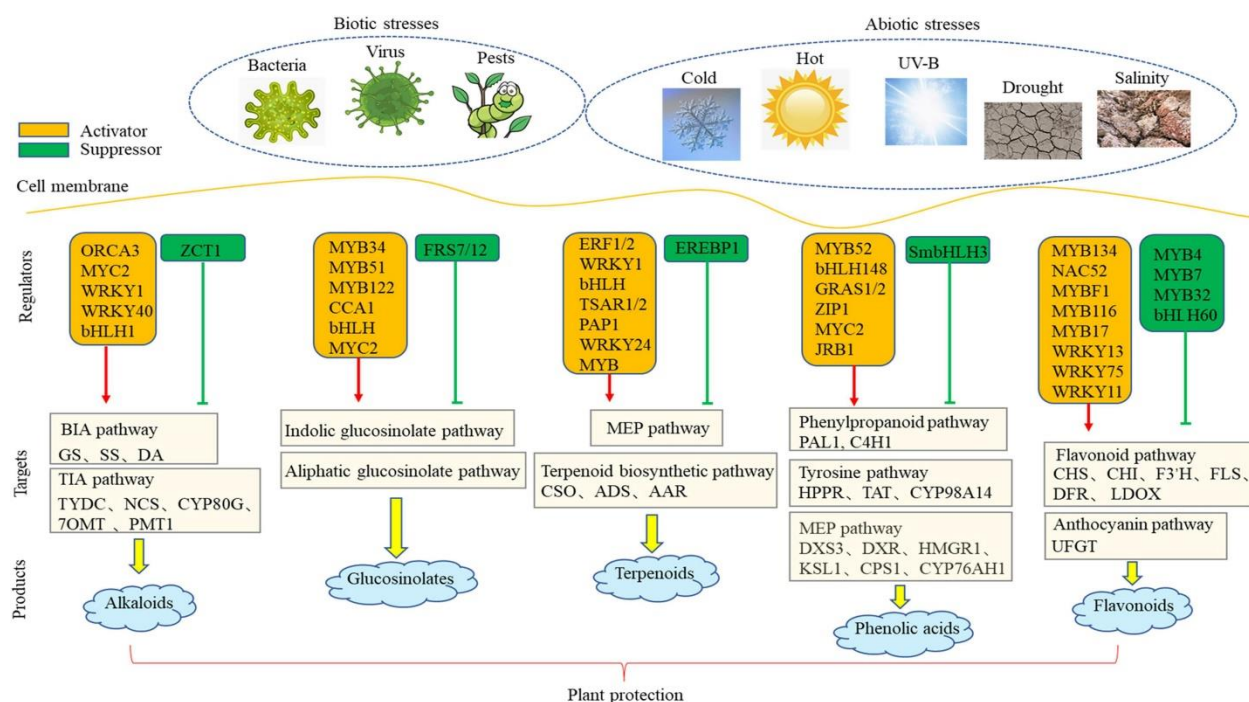 Biotic stresses
Bacteria
Virus
Pests
Abiotic stresses
Cold
Hot
UV-B
Drought
Salinity
Activator
Suppressor
Cell membrane
Regulators
ORCA3
MYC2
WRKY1
WRKY40
bHLH1
ZCT1
MYB34
MYB51
MYB122
CCA1
bHLH
MYC2
FRS7/12
ERF1/2
WRKY1
bHLH
TSAR1/2
PAP1
WRKY24
MYB
EREBP1
MYB52
bHLH148
GRAS1/2
ZIP1
MYC2
JRB1
SmbHLH3
MYB134
NAC52
MYBF1
MYB116
MYB17
WRKY13
WRKY75
WRKY11
MYB4
MYB7
MYB32
bHLH60
Targets
BIA pathway
GS、SS、DA
TIA pathway
TYDC、NCS、CYP80G、
7OMT 、PMT1
Indolic glucosinolate pathway
Aliphatic glucosinolate pathway
MEP pathway
Terpenoid biosynthetic pathway
CSO、ADS、AAR
Phenylpropanoid pathway
PAL1, C4H1
Tyrosine pathway
HPPR、TAT、CYP98A14
MEP pathway
DXS3、DXR、HMGR1、
KSL1、CPS1、CYP76AH1
Flavonoid pathway
CHS、CHI、F3'H、FLS、
DFR、LDOX
Anthocyanin pathway
UFGT
Products
Alkaloids
Glucosinolates
Terpenoids
Phenolic acids
Flavonoids
Plant protection